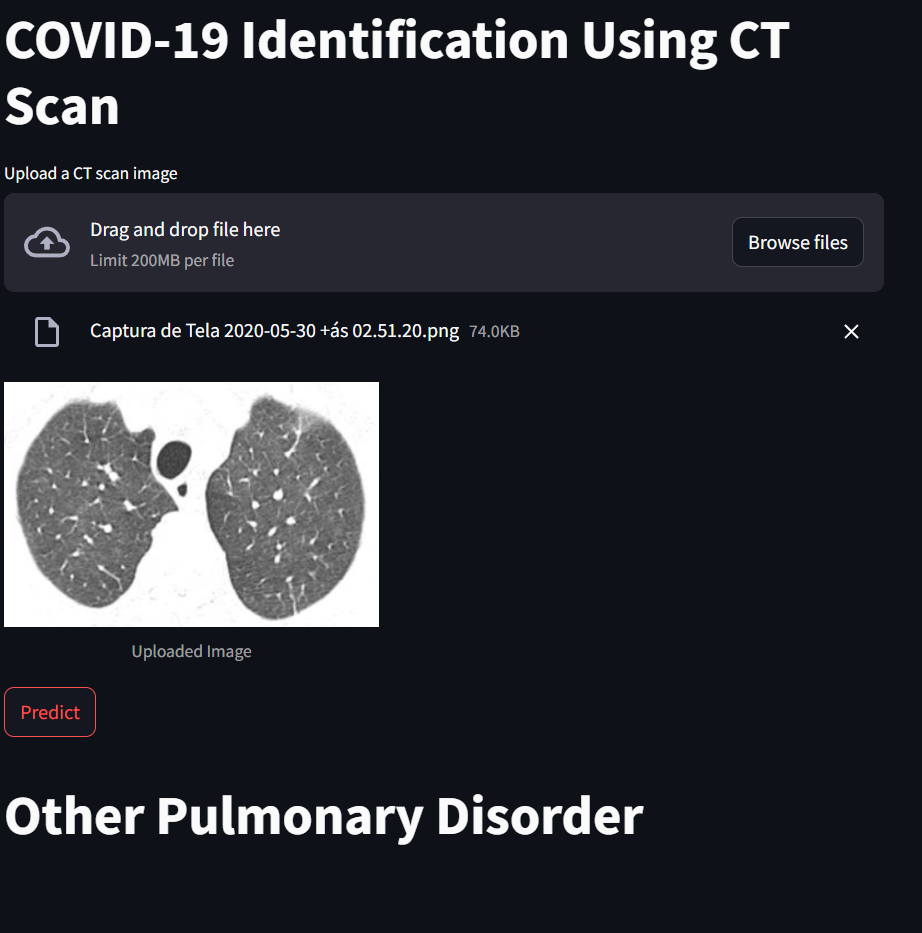 COVID-19 Identification Using CT
Scan
Upload a CT scan image
Drag and drop file here
Limit 200MB per file
Browse files
Captura de Tela 2020-05-30 +ás 02.51.20.png 74.0KB
Uploaded Image
Predict
Other Pulmonary Disorder